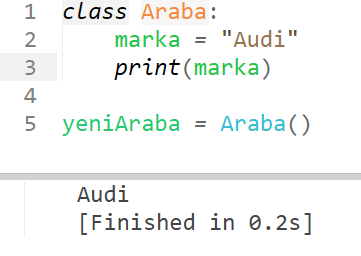 1 class Araba:
2     marka = "Audi"
3     print(marka)
4
5 yeniAraba = Araba()
Audi
[Finished in 0.2s]